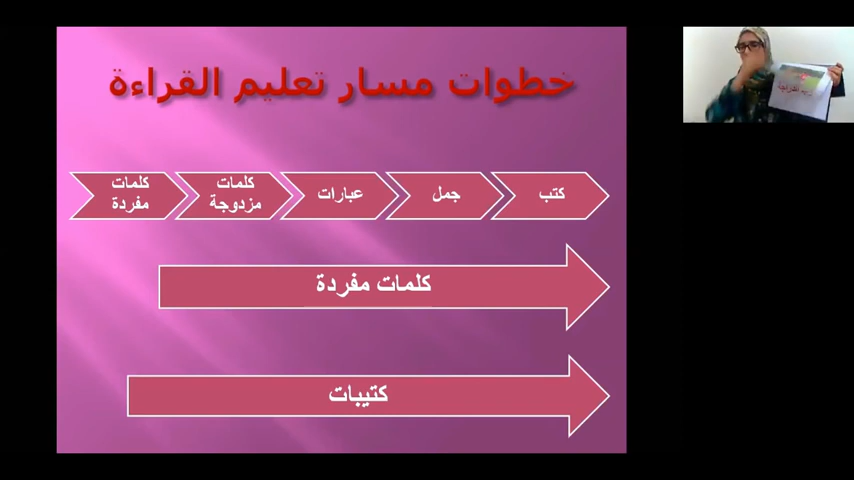 خطوات مسار تعليم القراءة
كلمات
مفردة
كلمات
مزدوجة
عبارات
جمل
كتب
كلمات مفردة
كتيبات